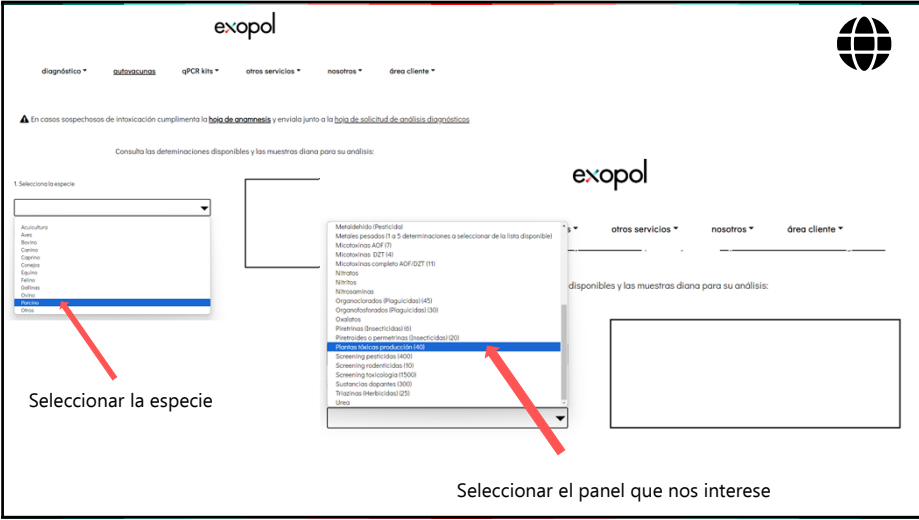 exopol
diagnóstico
autovacunas
qPCR kits
otros servicios
nosotros
área cliente
En casos sospechosos de intoxicación cumplimenta la hoja de anamnesis y envíala junto a la hoja de solicitud de análisis diagnósticos
Consulta las determinaciones disponibles y las muestras diana para su análisis:
1. Selecciona la especie
Acuicultura
Aves
Bovino
Canino
Caprino
Conejos
Equino
Felino
Gallinas
Ovino
Porcino
Otros
Seleccionar la especie
exopol
s
otros servicios
nosotros
área cliente
disponibles y las muestras diana para su análisis:
Metaldehído (Pesticida)
Metales pesados (1 a 5 determinaciones a seleccionar de la lista disponible)
Micotoxinas AOF (7)
Micotoxinas DZT (4)
Micotoxinas completo AOF/DZT (11)
Nitratos
Nitritos
Nitrosaminas
Organoclorados (Plaguicidas) (45)
Organofosforados (Plaguicidas) (30)
Oxalatos
Piretrinas (Insecticidas) (6)
Piretroides o permetrinas (Insecticidas) (20)
Plantas tóxicas producción (40)
Screening pesticidas (400)
Screening rodenticidas (10)
Screening toxicología (1500)
Sustancias dopantes (300)
Triazinas (Herbicidas) (25)
Urea
Seleccionar el panel que nos interese